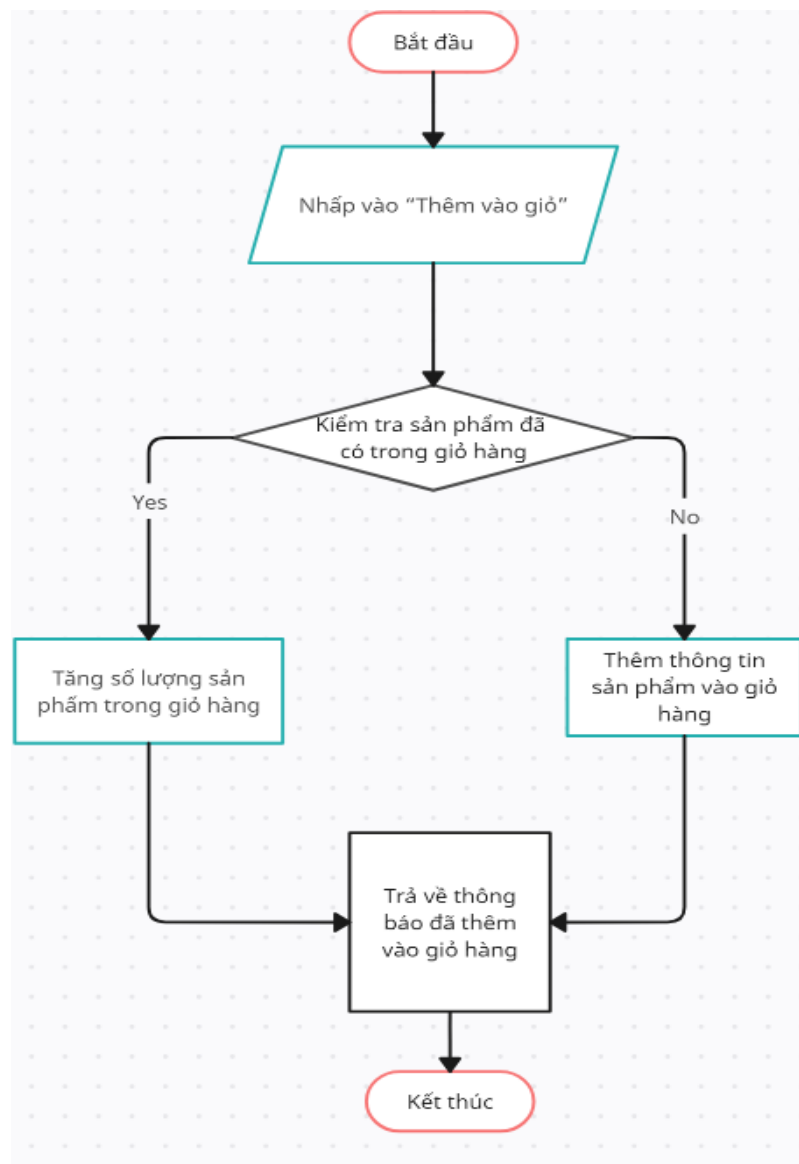 Bắt đầu
Nhấp vào “Thêm vào giỏ”
Kiểm tra sản phẩm đã
có trong giỏ hàng
Yes
No
Tăng số lượng sản
phẩm trong giỏ hàng
Thêm thông tin
sản phẩm vào giỏ
hàng
Trả về thông
báo đã thêm
vào giỏ hàng
Kết thúc